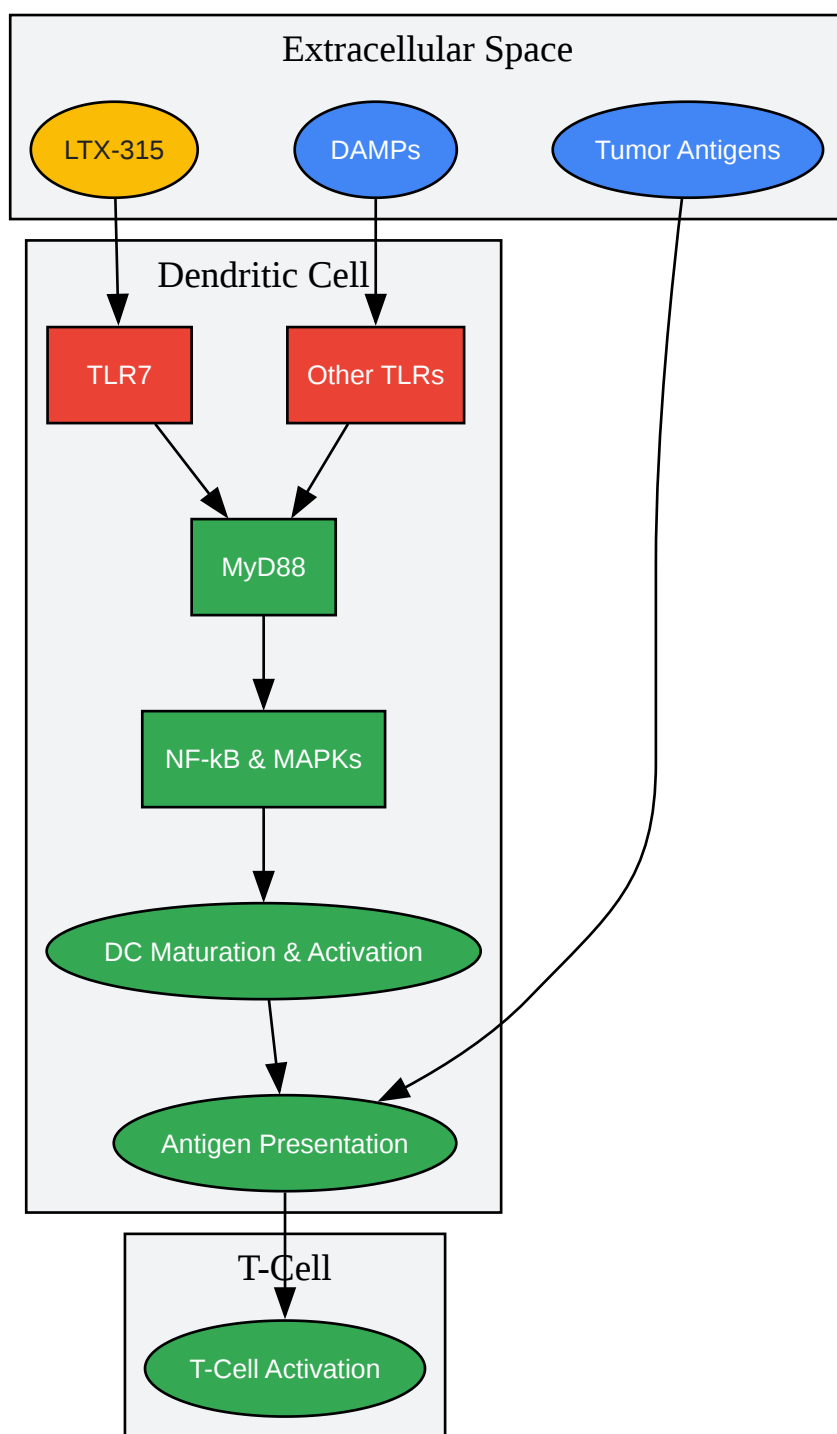 Extracellular Space
LTX-315
DAMPs
Tumor Antigens
Dendritic Cell
TLR7
Other TLRs
MyD88
NF-kB & MAPKs
DC Maturation & Activation
Antigen Presentation
T-Cell
T-Cell Activation